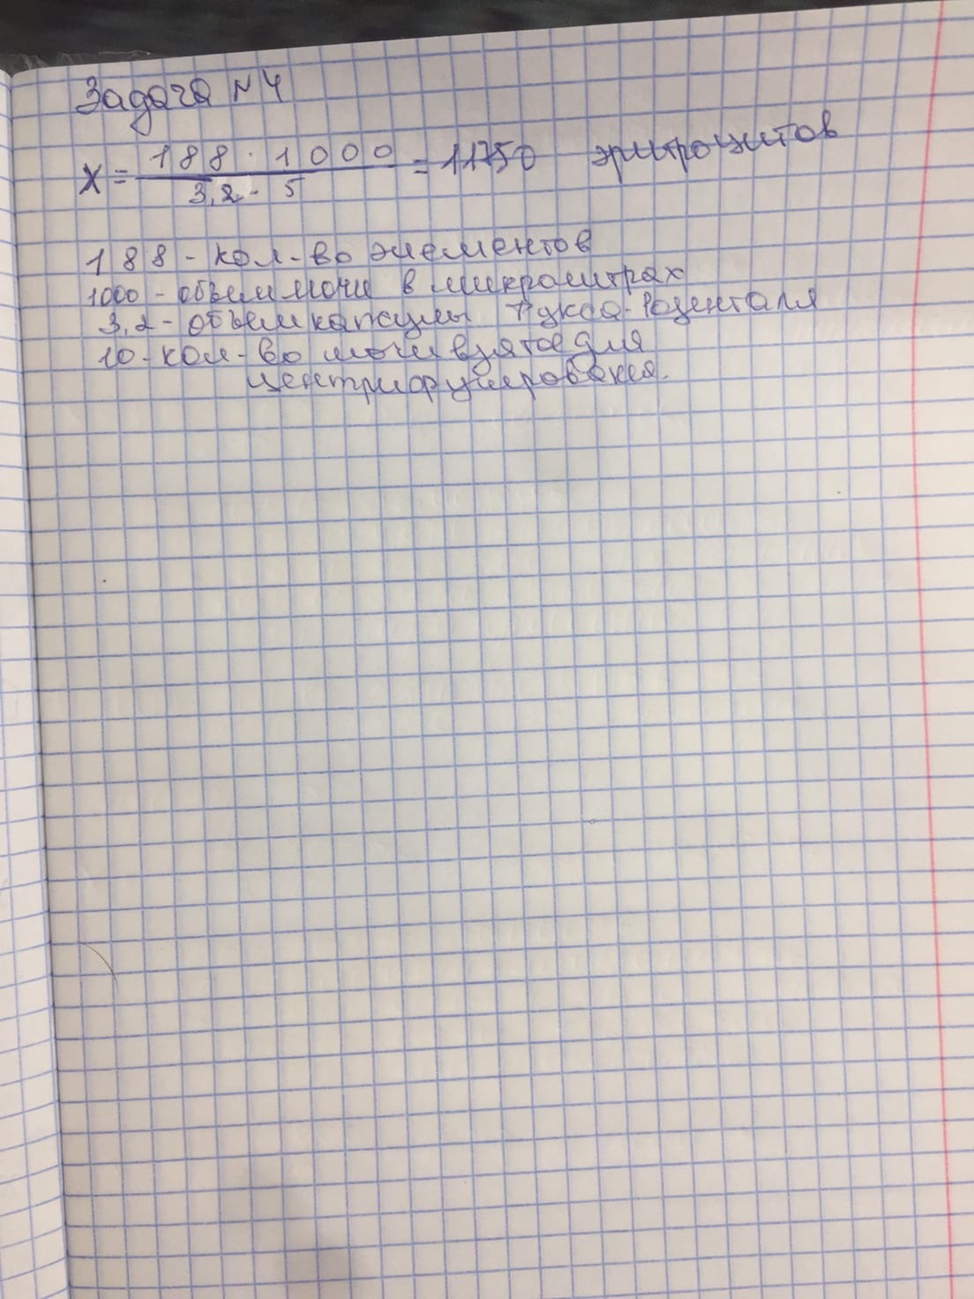 Задача №4
х = 188 · 1000 / 3,2 · 5 = 11750 эритроцитов
188 - кол-во элементов
1000 - объем мочи в микролитрах
3,2 - объем капсулы Фукса-Розенталя
10 - кол-во мочи взятое для
центрифугирования.